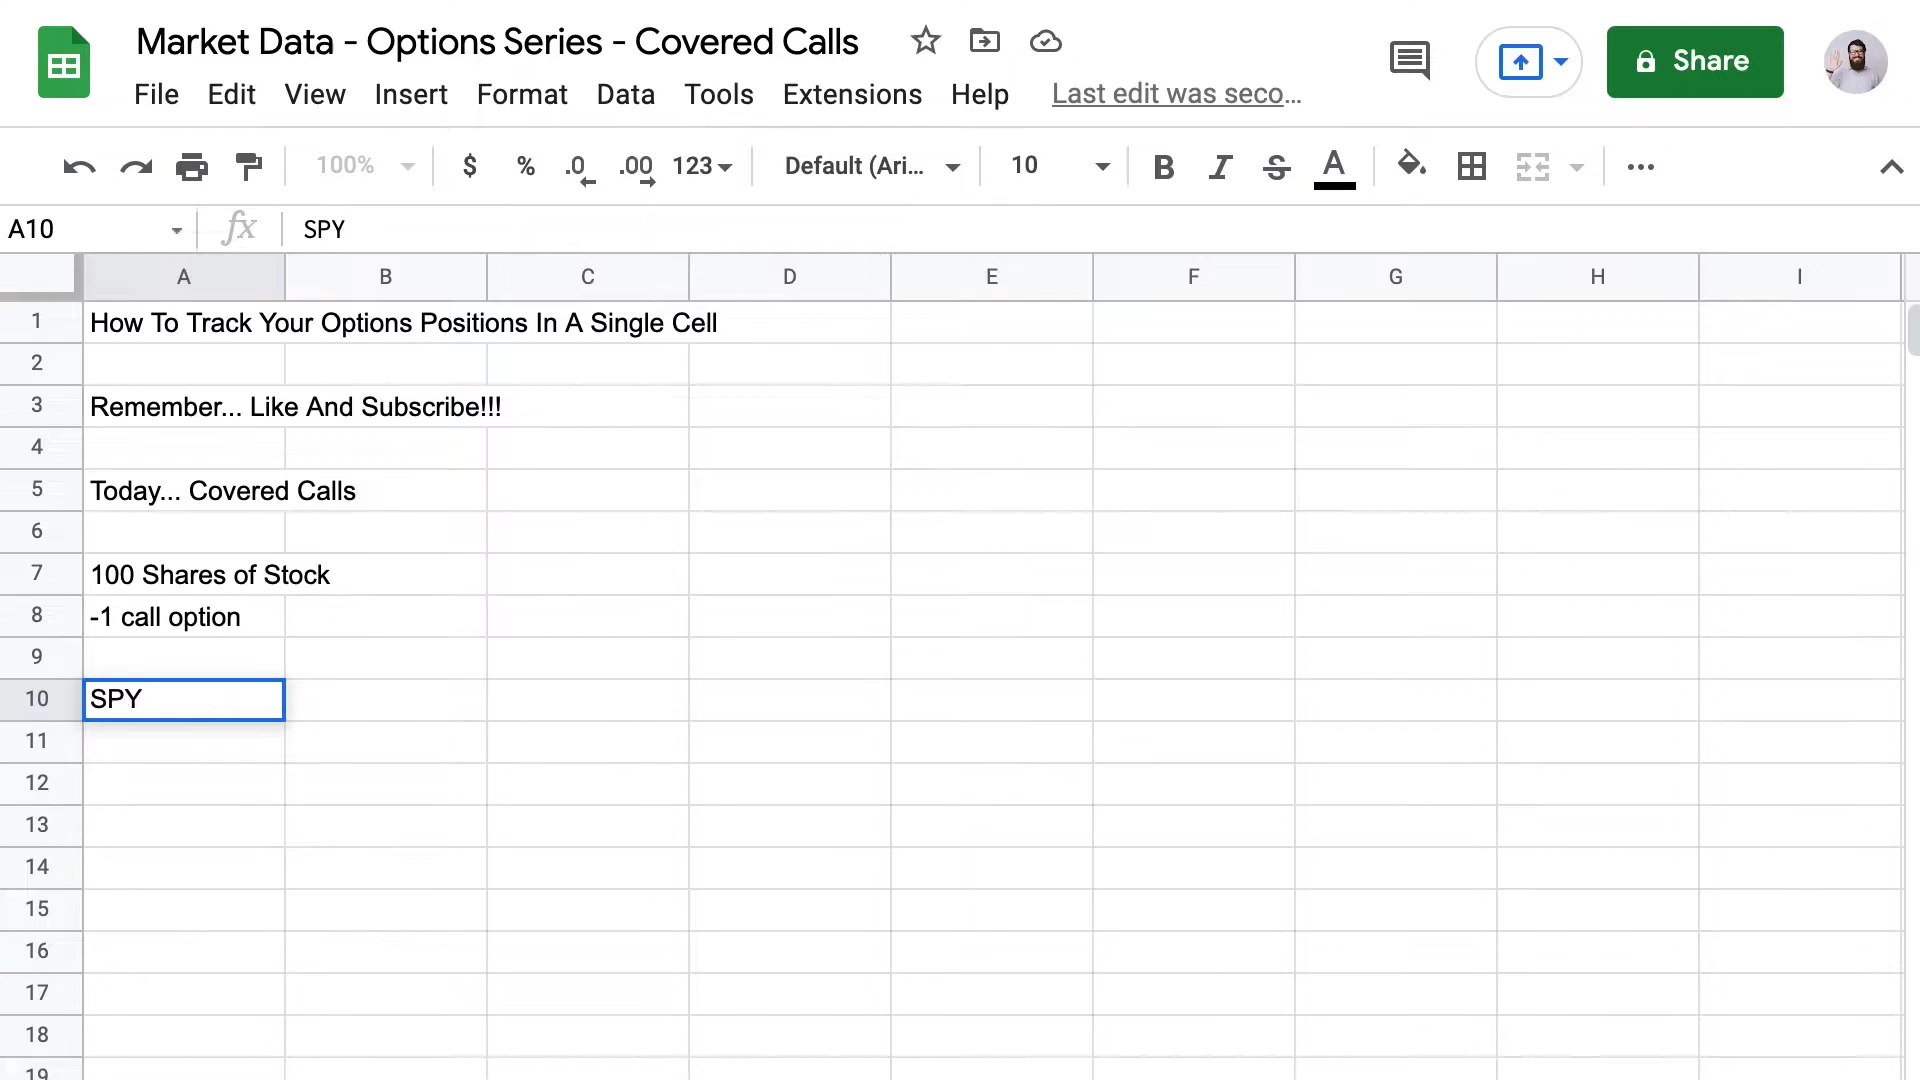 Market Data - Options Series - Covered Calls
File Edit View Insert Format Data Tools Extensions Help Last edit was seco...
Share
100% $ % .0 .00 123 Default (Ari... 10 B I S A
A10 fx SPY
A B C D E F G H I
1 How To Track Your Options Positions In A Single Cell
2
3 Remember... Like And Subscribe!!!
4
5 Today... Covered Calls
6
7 100 Shares of Stock
8 -1 call option
9
10 SPY
11
12
13
14
15
16
17
18
19